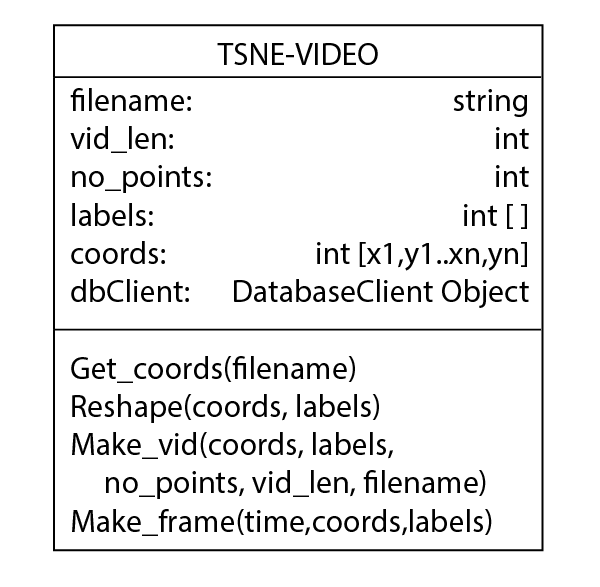 TSNE-VIDEO
filename: string
vid_len: int
no_points: int
labels: int [ ]
coords: int [x1,y1..xn,yn]
dbClient: DatabaseClient Object
Get_coords(filename)
Reshape(coords, labels)
Make_vid(coords, labels,
no_points, vid_len, filename)
Make_frame(time,coords,labels)